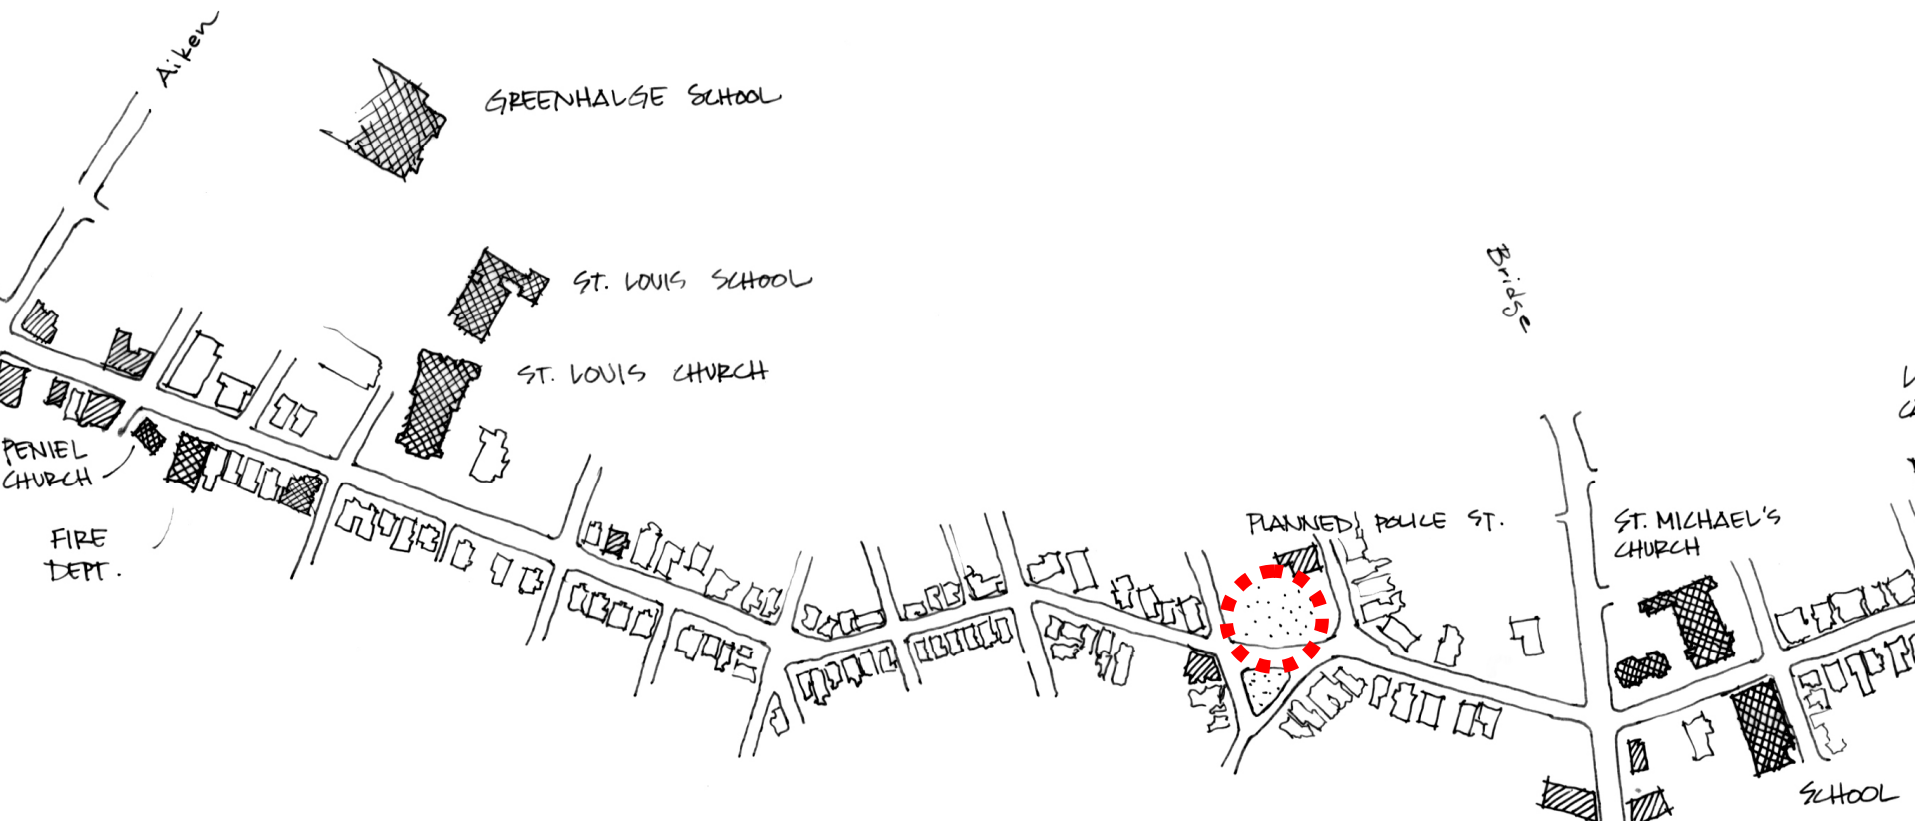 Aiken
GREENHALGE SCHOOL
ST. LOUIS SCHOOL
ST. LOUIS CHURCH
PENIEL
CHURCH
FIRE
DEPT.
Bridge
PLANNED POLICE ST.
ST. MICHAEL'S
CHURCH
SCHOOL